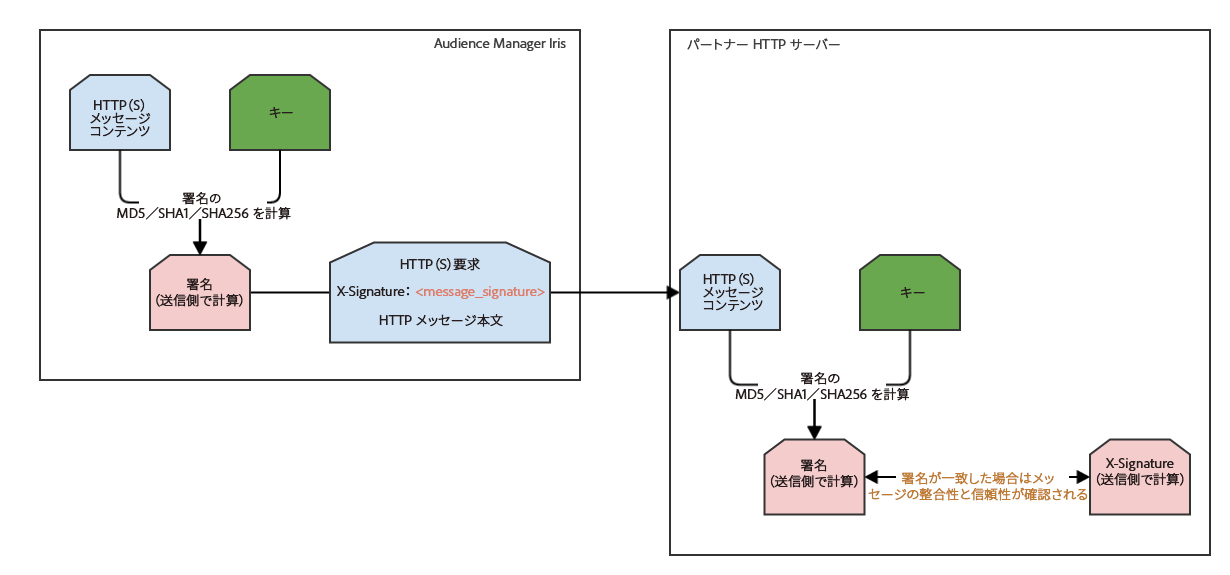 Audience Manager Iris
HTTP（S）
メッセージ
コンテンツ
キー
署名の
MD5／SHA1／SHA256 を計算
署名
（送信側で計算）
HTTP（S）要求
X-Signature： <message_signature>
HTTP メッセージ本文
パートナー HTTP サーバー
HTTP（S）
メッセージ
コンテンツ
キー
署名の
MD5／SHA1／SHA256 を計算
署名
（送信側で計算）
署名が一致した場合はメッ
セージの整合性と信頼性が確認される
X-Signature
（送信側で計算）